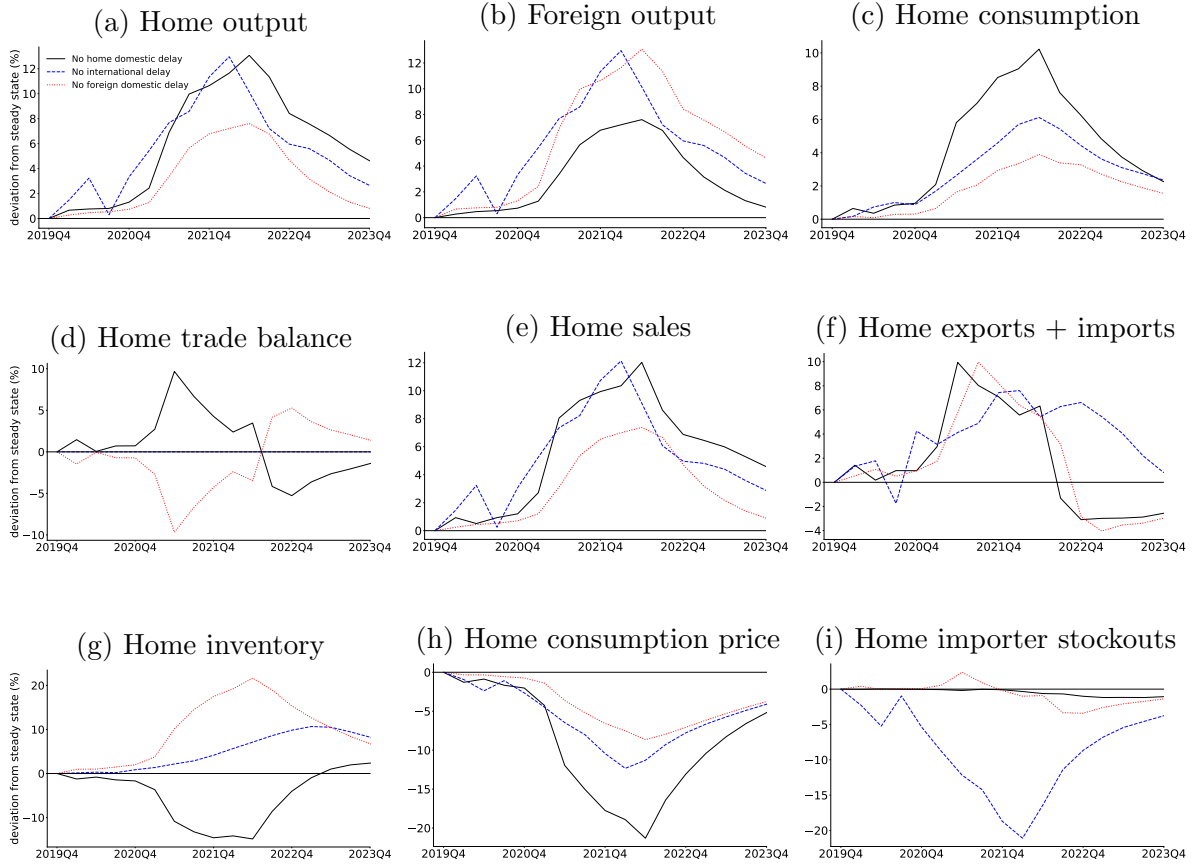 (a) Home output
deviation from steady state (%)
12
10
8
6
4
2
0
No home domestic delay
No international delay
No foreign domestic delay
2019Q4 2020Q4 2021Q4 2022Q4 2023Q4
(b) Foreign output
12
10
8
6
4
2
0
2019Q4 2020Q4 2021Q4 2022Q4 2023Q4
(c) Home consumption
10
8
6
4
2
0
2019Q4 2020Q4 2021Q4 2022Q4 2023Q4
(d) Home trade balance
deviation from steady state (%)
10
5
0
−5
−10
2019Q4 2020Q4 2021Q4 2022Q4 2023Q4
(e) Home sales
12
10
8
6
4
2
0
2019Q4 2020Q4 2021Q4 2022Q4 2023Q4
(f) Home exports + imports
10
8
6
4
2
0
−2
−4
2019Q4 2020Q4 2021Q4 2022Q4 2023Q4
(g) Home inventory
deviation from steady state (%)
20
10
0
−10
2019Q4 2020Q4 2021Q4 2022Q4 2023Q4
(h) Home consumption price
0
−5
−10
−15
−20
2019Q4 2020Q4 2021Q4 2022Q4 2023Q4
(i) Home importer stockouts
0
−5
−10
−15
−20
2019Q4 2020Q4 2021Q4 2022Q4 2023Q4